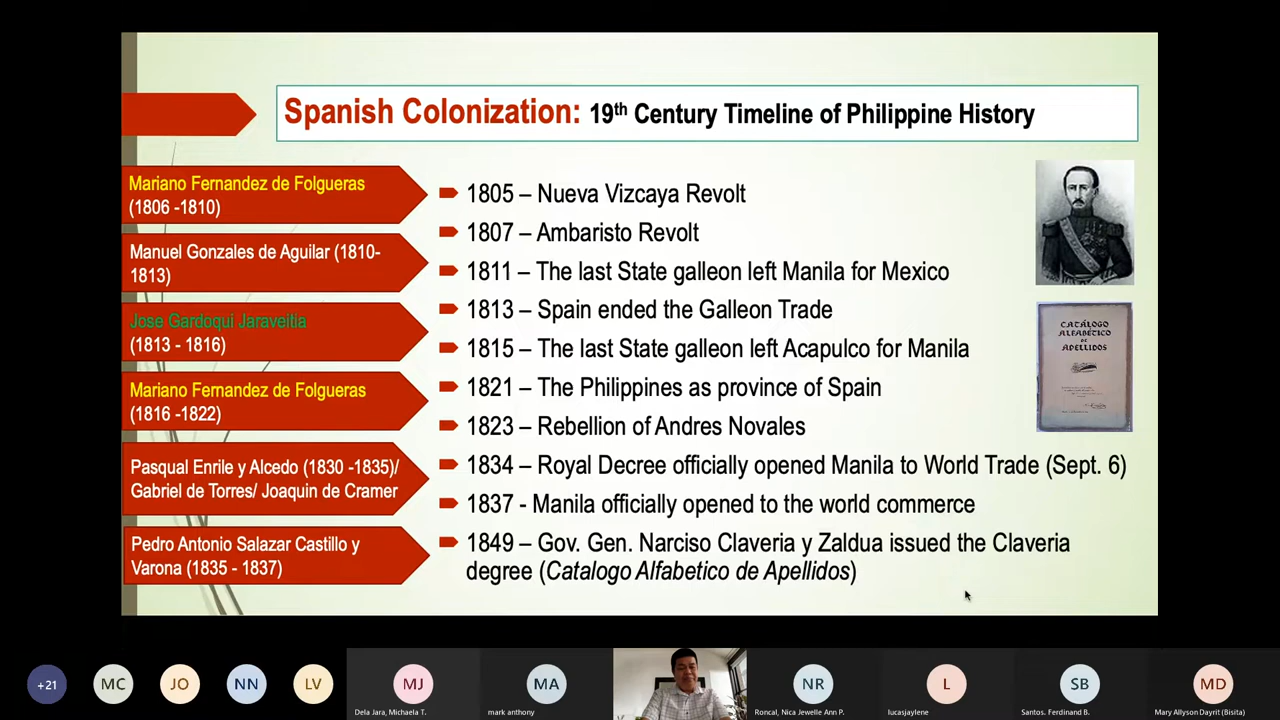 Spanish Colonization: 19th Century Timeline of Philippine History
Mariano Fernandez de Folgueras
(1806 -1810)
Manuel Gonzales de Aguilar (1810-
1813)
Jose Gardoqui Jaraveitia
(1813 - 1816)
Mariano Fernandez de Folgueras
(1816 -1822)
Pasqual Enrile y Alcedo (1830 -1835)/
Gabriel de Torres/ Joaquin de Cramer
Pedro Antonio Salazar Castillo y
Varona (1835 - 1837)
1805 – Nueva Vizcaya Revolt
1807 – Ambaristo Revolt
1811 – The last State galleon left Manila for Mexico
1813 – Spain ended the Galleon Trade
1815 – The last State galleon left Acapulco for Manila
1821 – The Philippines as province of Spain
1823 – Rebellion of Andres Novales
1834 – Royal Decree officially opened Manila to World Trade (Sept. 6)
1837 - Manila officially opened to the world commerce
1849 – Gov. Gen. Narciso Claveria y Zaldua issued the Claveria
degree (Catalogo Alfabetico de Apellidos)
CATÁLOGO
ALFABÉTICO
DE
APELLIDOS
+21
MC
JO
NN
LV
MJ
Dela Jara, Michaela T.
MA
mark anthony
NR
Roncal, Nica Jewelle Ann P.
L
lucasjaylene
SB
Santos. Ferdinand B.
MD
Mary Allyson Dayrit (Bisita)